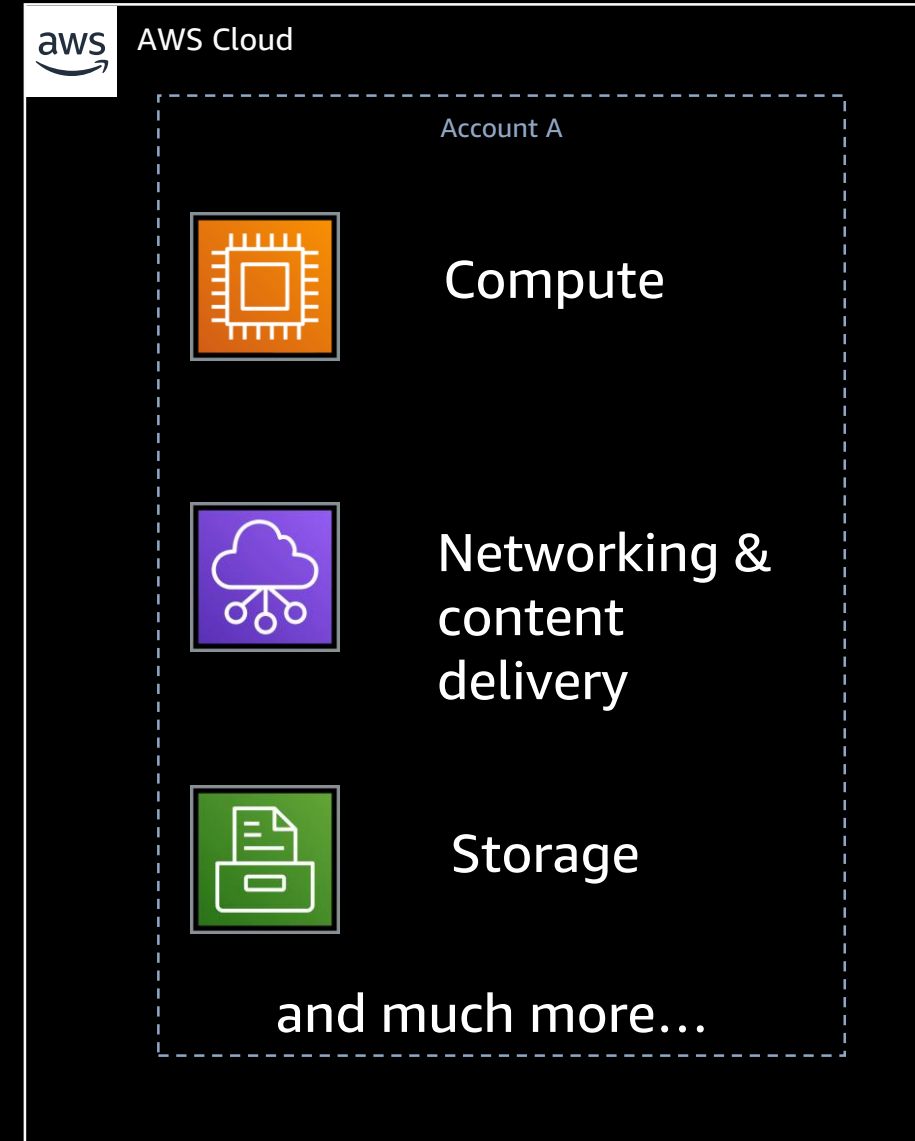 aws
AWS Cloud
Account A
Compute
Networking &
content
delivery
Storage
and much more…